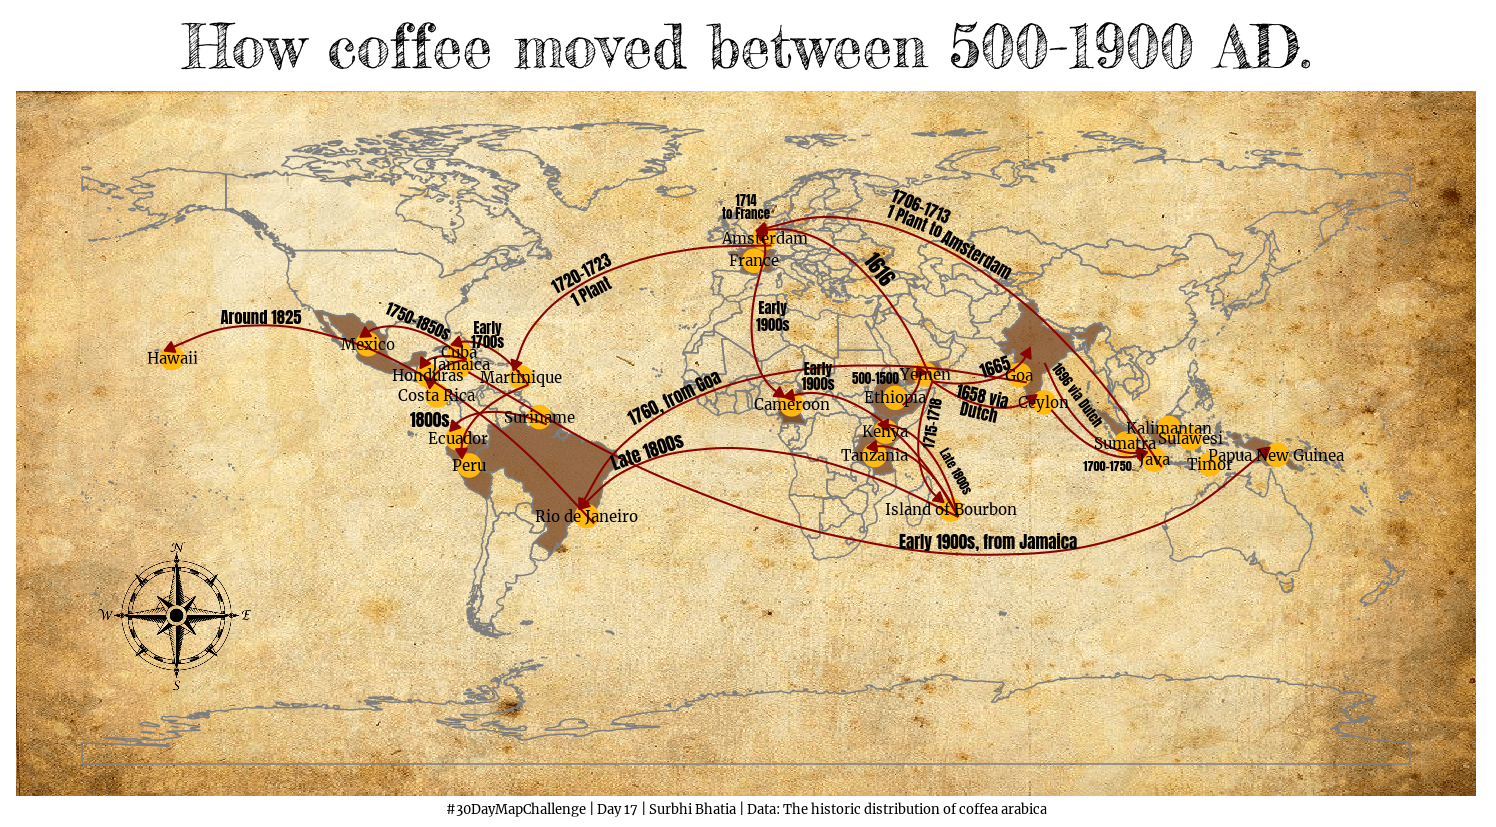 How coffee moved between 500-1900 AD.
1714
to France
1706-1713
1 Plant to Amsterdam
Amsterdam
France
1616
1720-1723
1 Plant
Early
1900s
Around 1825
1750-1850s
Early
1700s
Hawaii
Mexico
Cuba
Jamaica
Honduras
Martinique
Costa Rica
1800s
Suriname
Ecuador
Peru
1760, from Goa
Late 1800s
Rio de Janeiro
Early
1900s
500-1500
Yemen
Cameroon
Ethiopia
Kenya
Tanzania
1715-1718
Late 1800s
Island of Bourbon
1665
Goa
1658 via
Dutch
Ceylon
1696 via Dutch
Kalimantan
Sumatra
Sulawesi
1700-1750
Java
Timor
Papua New Guinea
Early 1900s, from Jamaica
N
W
E
S
#30DayMapChallenge | Day 17 | Surbhi Bhatia | Data: The historic distribution of coffea arabica